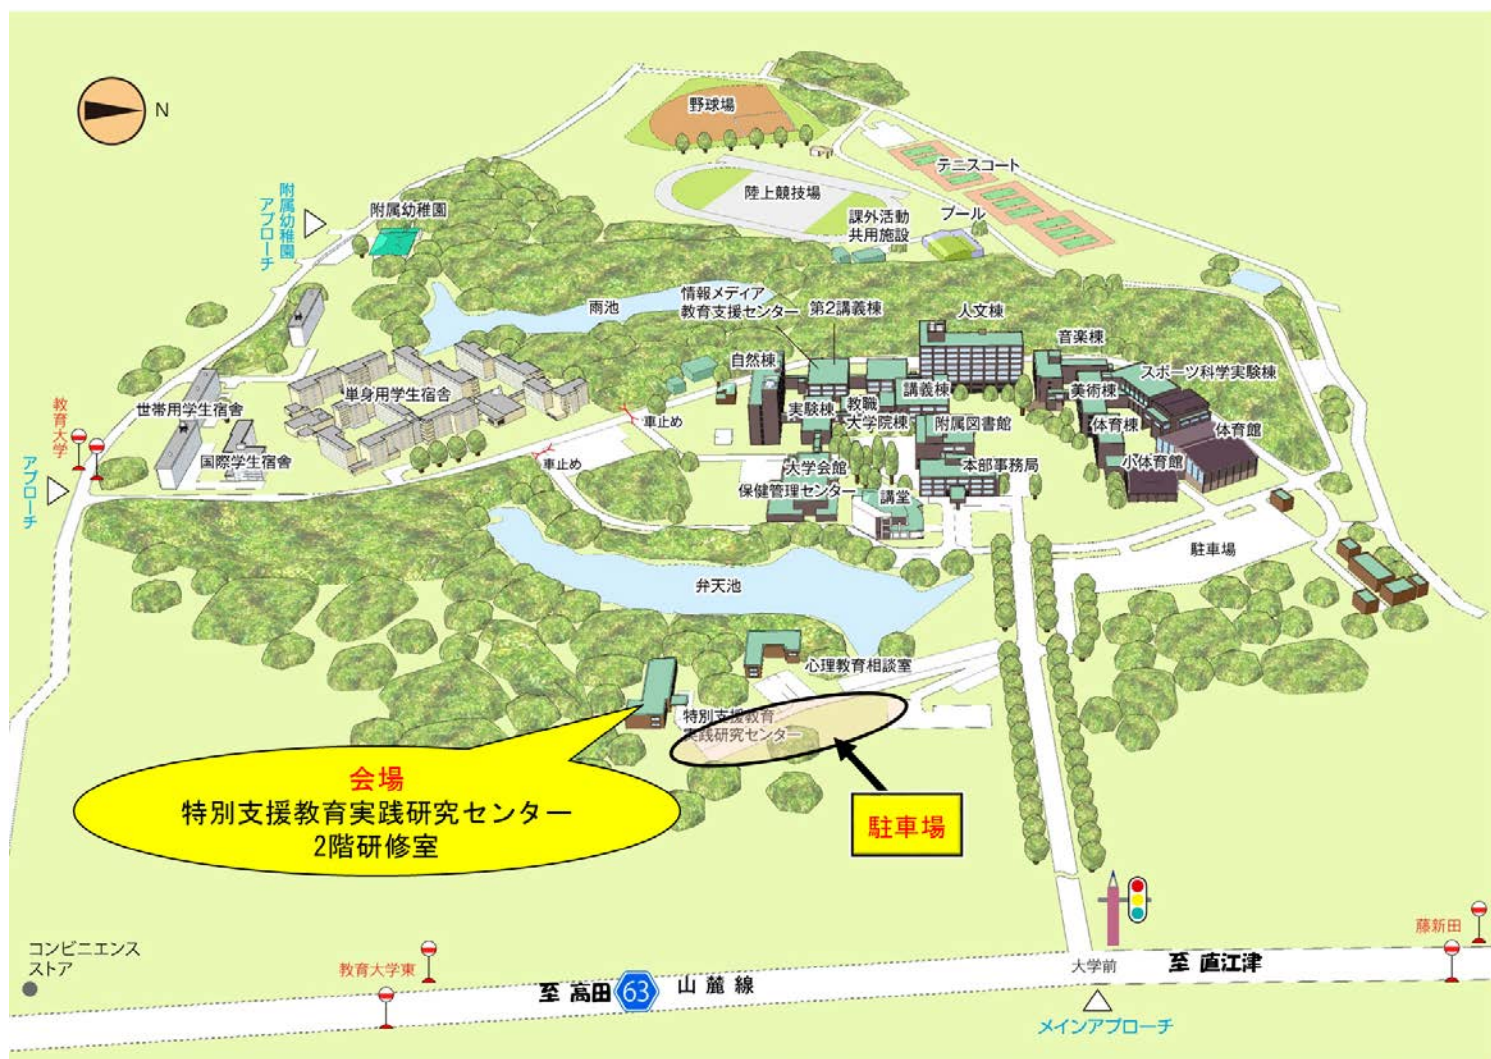 N
野球場
テニスコート
陸上競技場
附属幼稚園
アプローチ
附属幼稚園
課外活動
共用施設
プール
雨池
情報メディア
教育支援センター
第2講義棟
人文棟
音楽棟
自然棟
スポーツ科学実験棟
世帯用学生宿舎
単身用学生宿舎
車止め
実験棟
教職
大学院棟
講義棟
美術棟
附属図書館
体育棟
体育館
教育大学
アプローチ
国際学生宿舎
車止め
大学会館
本部事務局
小体育館
保健管理センター
講堂
駐車場
弁天池
心理教育相談室
特別支援教育
実践研究センター
会場
特別支援教育実践研究センター
2階研修室
駐車場
コンビニエンス
ストア
教育大学東
至 高田
63
山麓線
大学前
至 直江津
藤新田
メインアプローチ